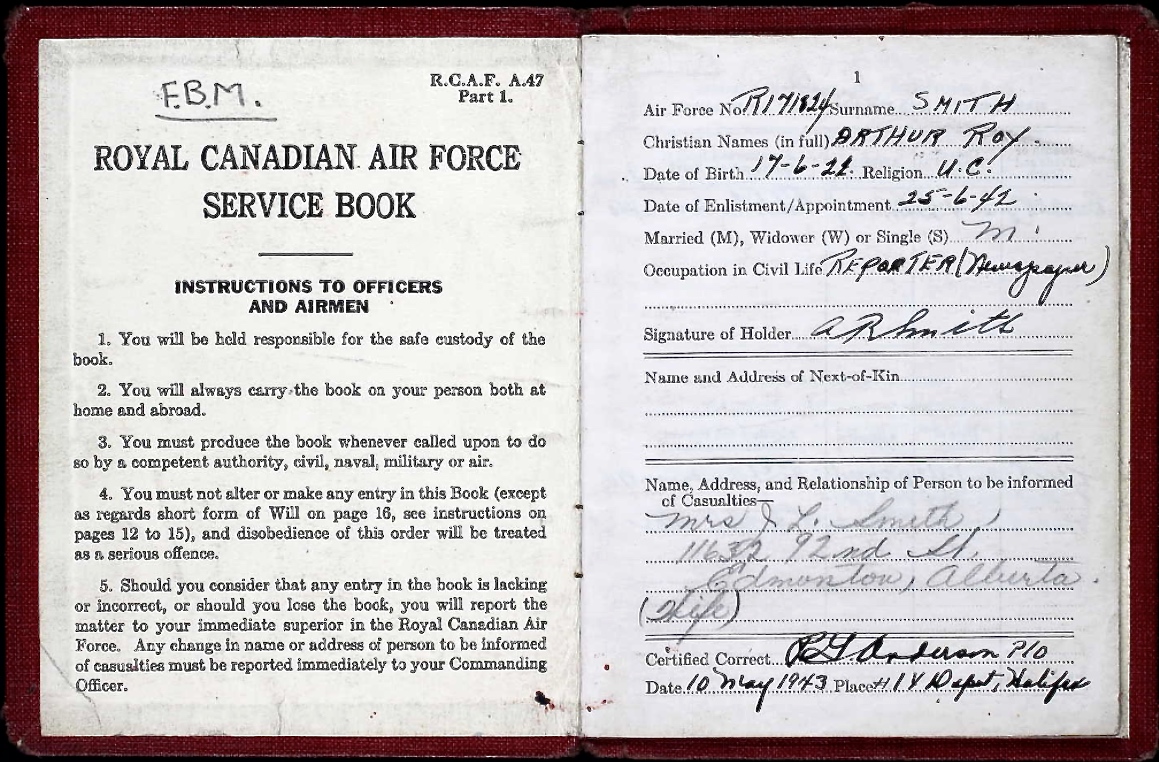 F.B.M.
R.C.A.F. A.47
Part 1.
ROYAL CANADIAN AIR FORCE
SERVICE BOOK
INSTRUCTIONS TO OFFICERS
AND AIRMEN
1. You will be held responsible for the safe custody of the
book.
2. You will always carry the book on your person both at
home and abroad.
3. You must produce the book whenever called upon to do
so by a competent authority, civil, naval, military or air.
4. You must not alter or make any entry in this Book (except
as regards short form of Will on page 16, see instructions on
pages 12 to 15), and disobedience of this order will be treated
as a serious offence.
5. Should you consider that any entry in the book is lacking
or incorrect, or should you lose the book, you will report the
matter to your immediate superior in the Royal Canadian Air
Force. Any change in name or address of person to be informed
of casualties must be reported immediately to your Commanding
Officer.
1
Air Force No. R171824 Surname SMITH
Christian Names (in full) ARTHUR ROY
Date of Birth 17-6-21. Religion U.C.
Date of Enlistment/Appointment 25-6-42
Married (M), Widower (W) or Single (S) M.
Occupation in Civil Life REPORTER (Newspaper)
Signature of Holder A R Smith
Name and Address of Next-of-Kin
Name, Address, and Relationship of Person to be informed
of Casualties—
Mrs J. L. Smith,
11632 92nd St.
Edmonton, Alberta.
(Wife)
Certified Correct R G Anderson P/O
Date 10 May 1943 Place #1 Y Depot, Halifax